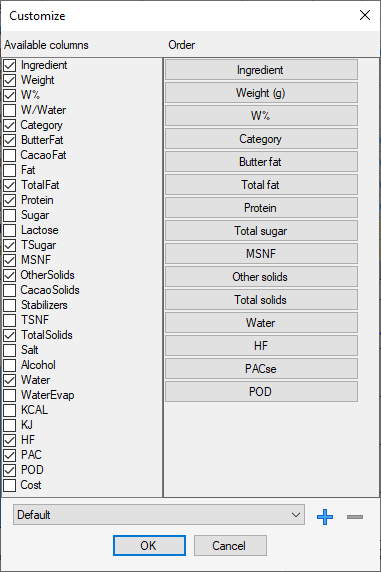 Customize
Available columns
Order
Ingredient
Weight
W%
W/Water
Category
ButterFat
CacaoFat
Fat
TotalFat
Protein
Sugar
Lactose
TSugar
MSNF
OtherSolids
CacaoSolids
Stabilizers
TSNF
TotalSolids
Salt
Alcohol
Water
WaterEvap
KCAL
KJ
HF
PAC
POD
Cost
Ingredient
Weight (g)
W%
Category
Butter fat
Total fat
Protein
Total sugar
MSNF
Other solids
Total solids
Water
HF
PACse
POD
Default
OK
Cancel